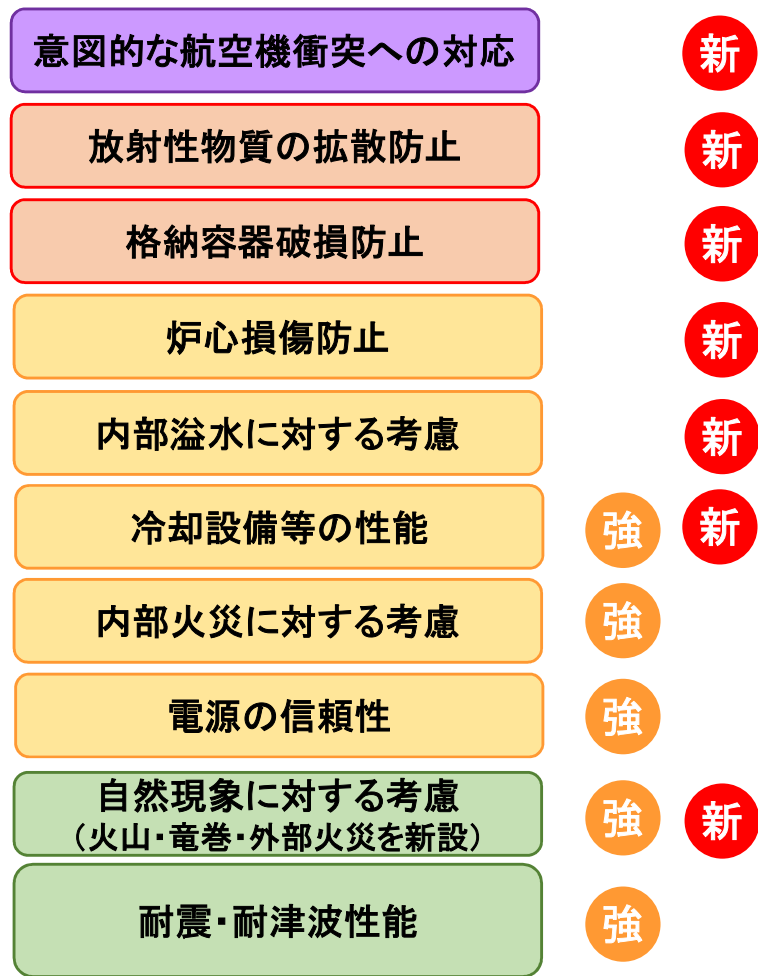 意図的な航空機衝突への対応 新
放射性物質の拡散防止 新
格納容器破損防止 新
炉心損傷防止 新
内部溢水に対する考慮 新
冷却設備等の性能 強 新
内部火災に対する考慮 強
電源の信頼性 強
自然現象に対する考慮 強 新
(火山・竜巻・外部火災を新設)
耐震・耐津波性能 強